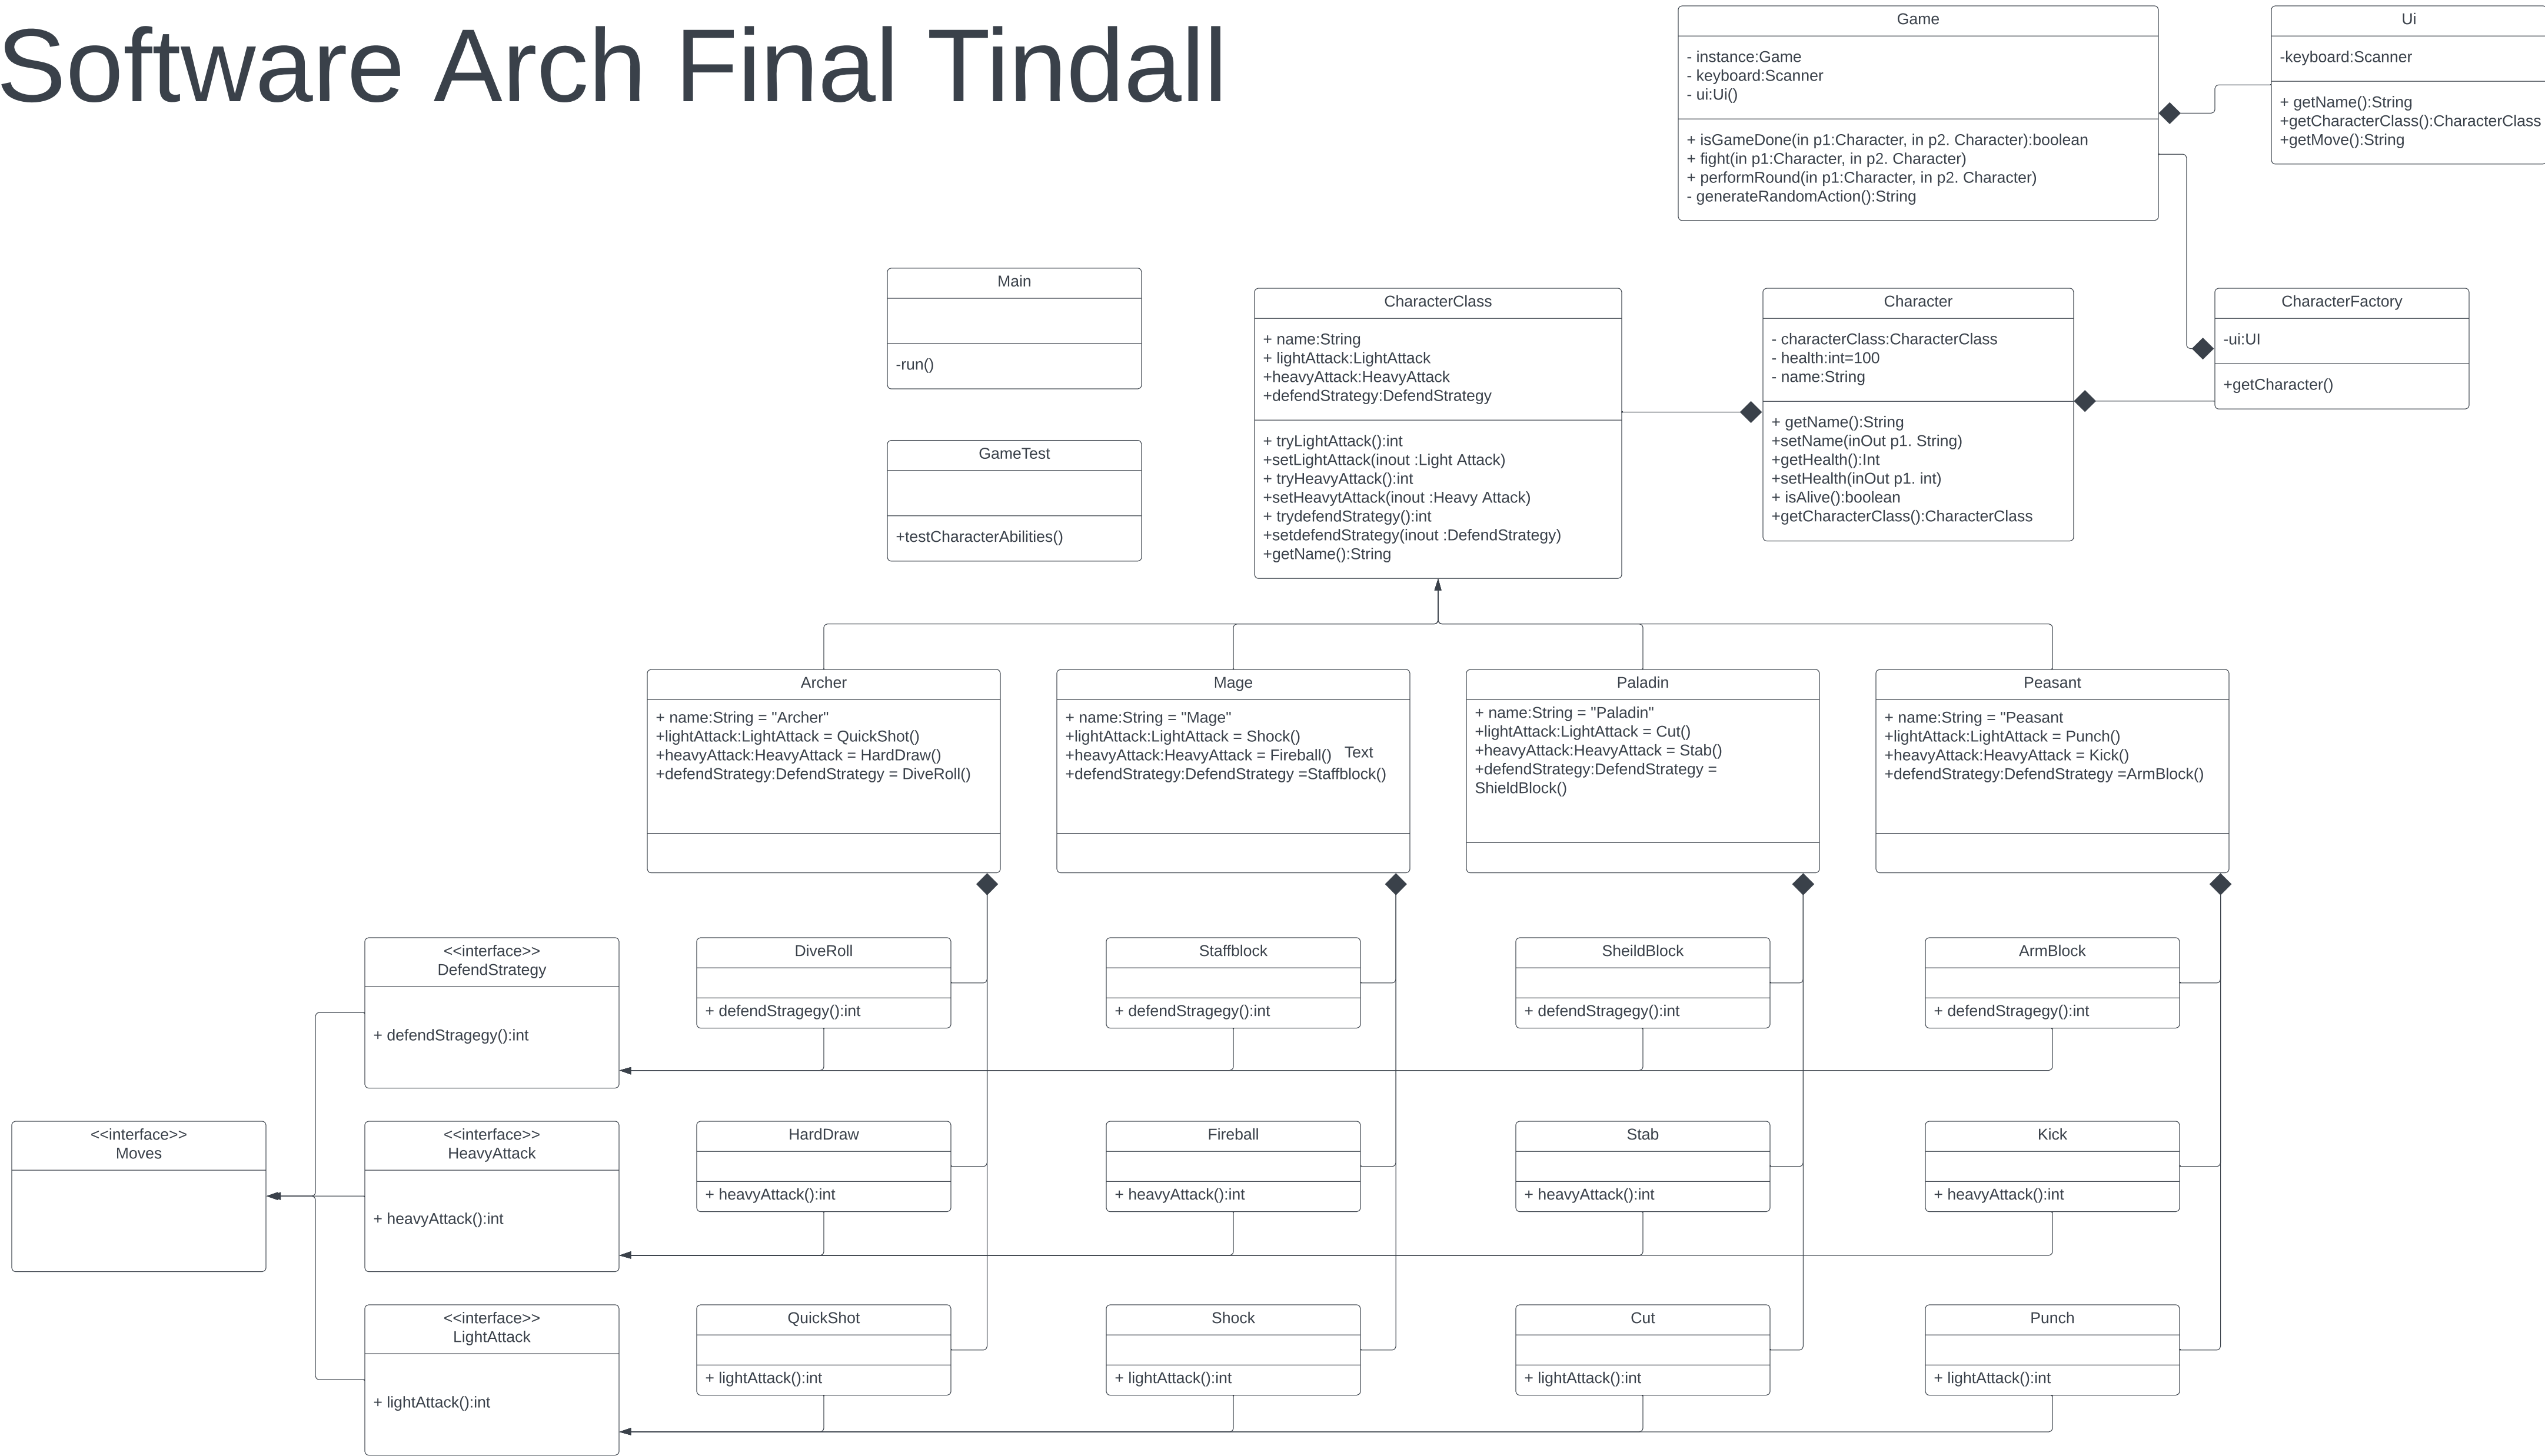 Software Arch Final Tindall
Game
- instance:Game
- keyboard:Scanner
- ui:Ui()
+ isGameDone(in p1:Character, in p2. Character):boolean
+ fight(in p1:Character, in p2. Character)
+ performRound(in p1:Character, in p2. Character)
- generateRandomAction():String
Ui
-keyboard:Scanner
+ getName():String
+getCharacterClass():CharacterClass
+getMove():String
Main
-run()
GameTest
+testCharacterAbilities()
CharacterClass
+ name:String
+ lightAttack:LightAttack
+heavyAttack:HeavyAttack
+defendStrategy:DefendStrategy
+ tryLightAttack():int
+setLightAttack(inout :Light Attack)
+ tryHeavyAttack():int
+setHeavytAttack(inout :Heavy Attack)
+ trydefendStrategy():int
+setdefendStrategy(inout :DefendStrategy)
+getName():String
Character
- characterClass:CharacterClass
- health:int=100
- name:String
+ getName():String
+setName(inOut p1. String)
+getHealth():Int
+setHealth(inOut p1. int)
+ isAlive():boolean
+getCharacterClass():CharacterClass
CharacterFactory
-ui:UI
+getCharacter()
Archer
+ name:String = "Archer"
+lightAttack:LightAttack = QuickShot()
+heavyAttack:HeavyAttack = HardDraw()
+defendStrategy:DefendStrategy = DiveRoll()
Mage
+ name:String = "Mage"
+lightAttack:LightAttack = Shock()
+heavyAttack:HeavyAttack = Fireball()
Text
+defendStrategy:DefendStrategy =Staffblock()
Paladin
+ name:String = "Paladin"
+lightAttack:LightAttack = Cut()
+heavyAttack:HeavyAttack = Stab()
+defendStrategy:DefendStrategy =
ShieldBlock()
Peasant
+ name:String = "Peasant
+lightAttack:LightAttack = Punch()
+heavyAttack:HeavyAttack = Kick()
+defendStrategy:DefendStrategy =ArmBlock()
<<interface>>
DefendStrategy
+ defendStragegy():int
DiveRoll
+ defendStragegy():int
Staffblock
+ defendStragegy():int
SheildBlock
+ defendStragegy():int
ArmBlock
+ defendStragegy():int
<<interface>>
Moves
<<interface>>
HeavyAttack
+ heavyAttack():int
HardDraw
+ heavyAttack():int
Fireball
+ heavyAttack():int
Stab
+ heavyAttack():int
Kick
+ heavyAttack():int
<<interface>>
LightAttack
+ lightAttack():int
QuickShot
+ lightAttack():int
Shock
+ lightAttack():int
Cut
+ lightAttack():int
Punch
+ lightAttack():int